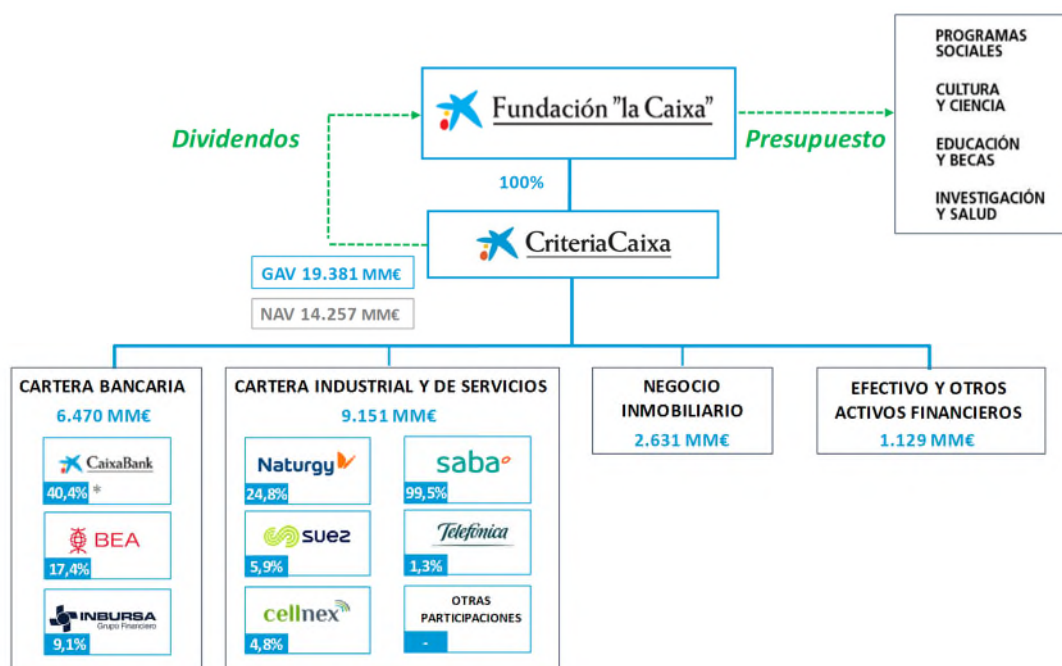 PROGRAMAS
SOCIALES
CULTURA
Y CIENCIA
EDUCACIÓN
Y BECAS
INVESTIGACIÓN
Y SALUD
Fundación "la Caixa"
Dividendos
Presupuesto
100%
CriteriaCaixa
GAV 19.381 MM€
NAV 14.257 MM€
CARTERA BANCARIA
6.470 MM€
CaixaBank
40,4% *
BEA
17,4%
INBURSA
Grupo Financiero
9,1%
CARTERA INDUSTRIAL Y DE SERVICIOS
9.151 MM€
Naturgy
24,8%
saba
99,5%
suez
5,9%
Telefónica
1,3%
cellnex
4,8%
OTRAS
PARTICIPACIONES
-
NEGOCIO
INMOBILIARIO
2.631 MM€
EFECTIVO Y OTROS
ACTIVOS FINANCIEROS
1.129 MM€